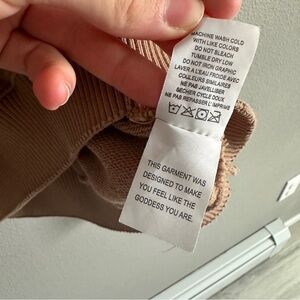 MACHINE WASH COLD
WITH LIKE COLORS
DO NOT BLEACH
TUMBLE DRY LOW
DO NOT IRON GRAPHIC
LAVER A L'EAU FROIDE AVEC
COULEURS SIMILAIRES
NE PAS JAVELLISER
SECHER CYCLE DOUX
NE PAS REPASSER L'IMPRIME
THIS GARMENT WAS
DESIGNED TO MAKE
YOU FEEL LIKE THE
GODDESS YOU ARE.